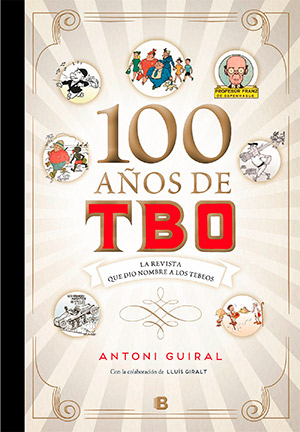 PROFESOR FRANZ
DE COPENHAGUE
100
AÑOS DE
TBO
LA REVISTA
QUE DIO NOMBRE A LOS TEBEOS
ANTONI GUIRAL
Con la colaboración de LLUÍS GIRALT
B